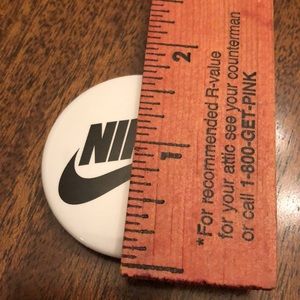 NI
2
1
*For recommended R-value
for your attic see your counterman
or call 1-800-GET-PINK